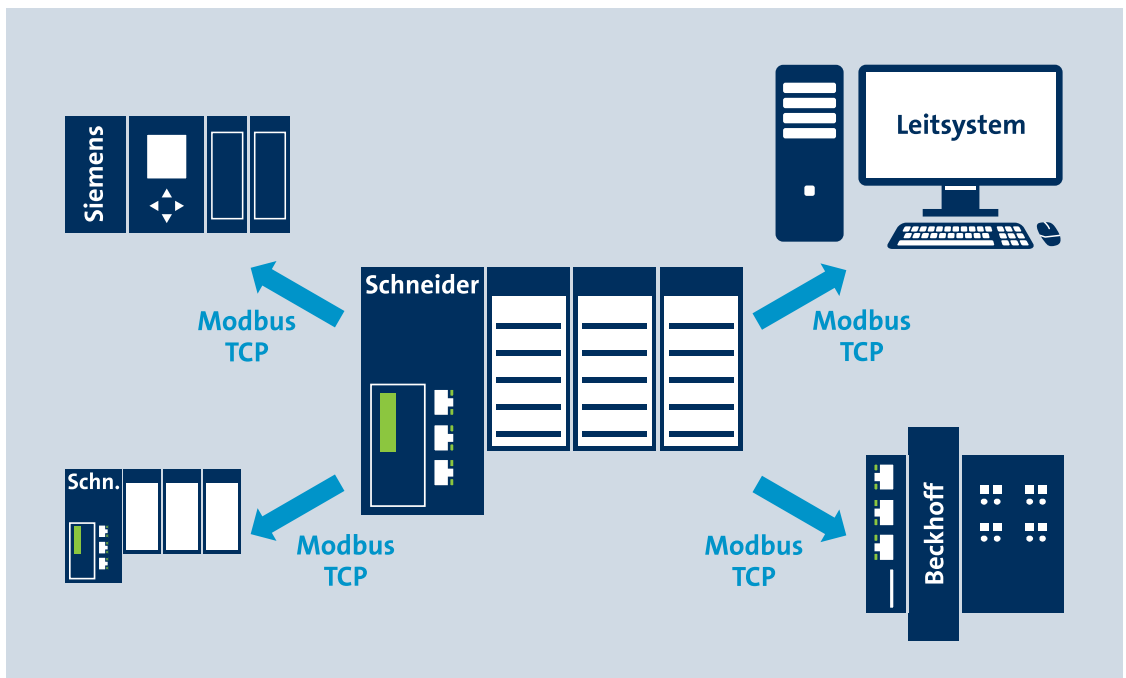 Siemens
Leitsystem
Schneider
Modbus
TCP
Modbus
TCP
Schn.
Modbus
TCP
Modbus
TCP
Beckhoff